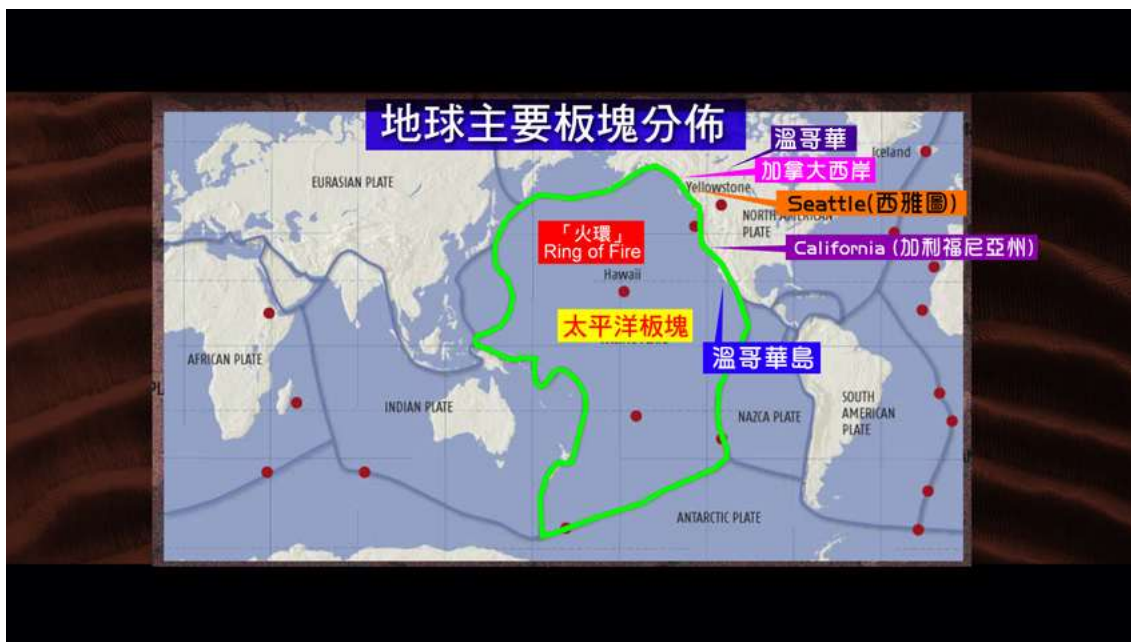 地球主要板塊分佈
溫哥華
Iceland
加拿大西岸
EURASIAN PLATE
Yellowstone
Seattle(西雅圖)
NORTH AMERICAN
PLATE
「火環」
Ring of Fire
California (加利福尼亞州)
Hawaii
太平洋板塊
溫哥華島
AFRICAN PLATE
INDIAN PLATE
NAZCA PLATE
SOUTH
AMERICAN
PLATE
ANTARCTIC PLATE